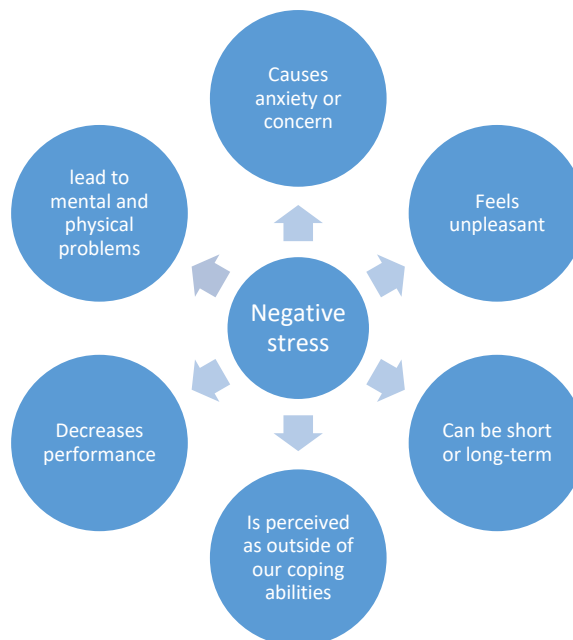 Causes
anxiety or
concern
Feels
unpleasant
Can be short
or long-term
Is perceived
as outside of
our coping
abilities
Decreases
performance
lead to
mental and
physical
problems
Negative
stress